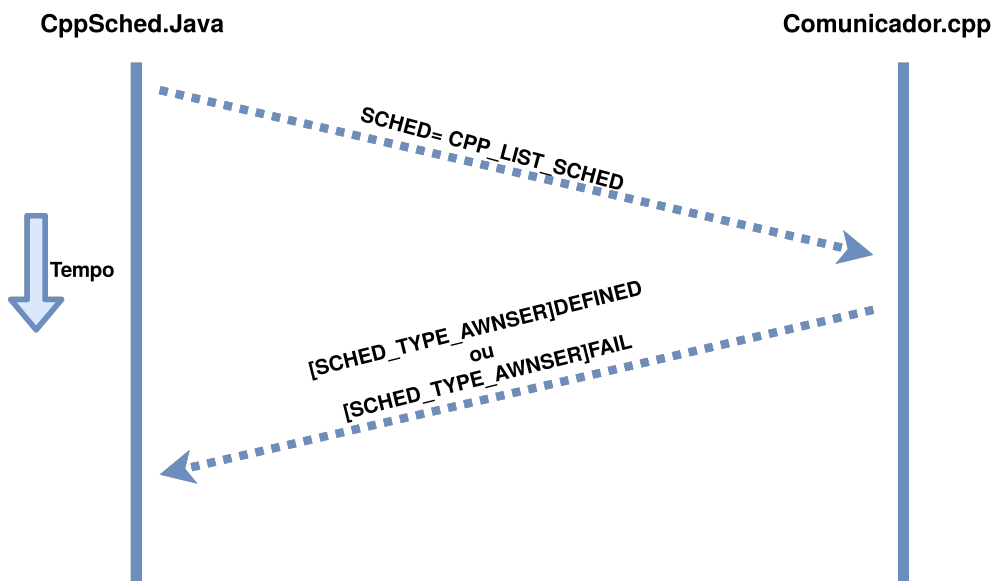 CppSched.Java
Comunicador.cpp
SCHED= CPP_LIST_SCHED
Tempo
[SCHED_TYPE_AWNSER]DEFINED
ou
[SCHED_TYPE_AWNSER]FAIL